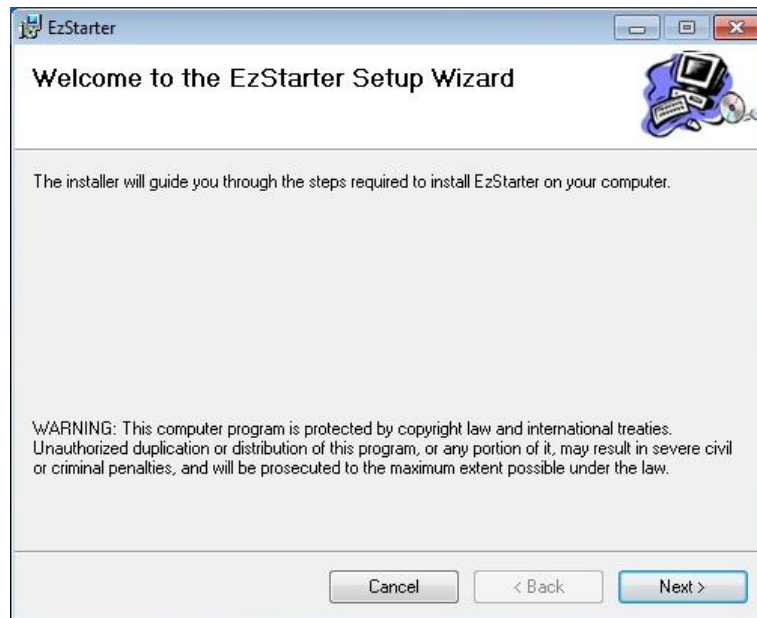 EzStarter
Welcome to the EzStarter Setup Wizard
The installer will guide you through the steps required to install EzStarter on your computer.
WARNING: This computer program is protected by copyright law and international treaties.
Unauthorized duplication or distribution of this program, or any portion of it, may result in severe civil
or criminal penalties, and will be prosecuted to the maximum extent possible under the law.
Cancel
< Back
Next >